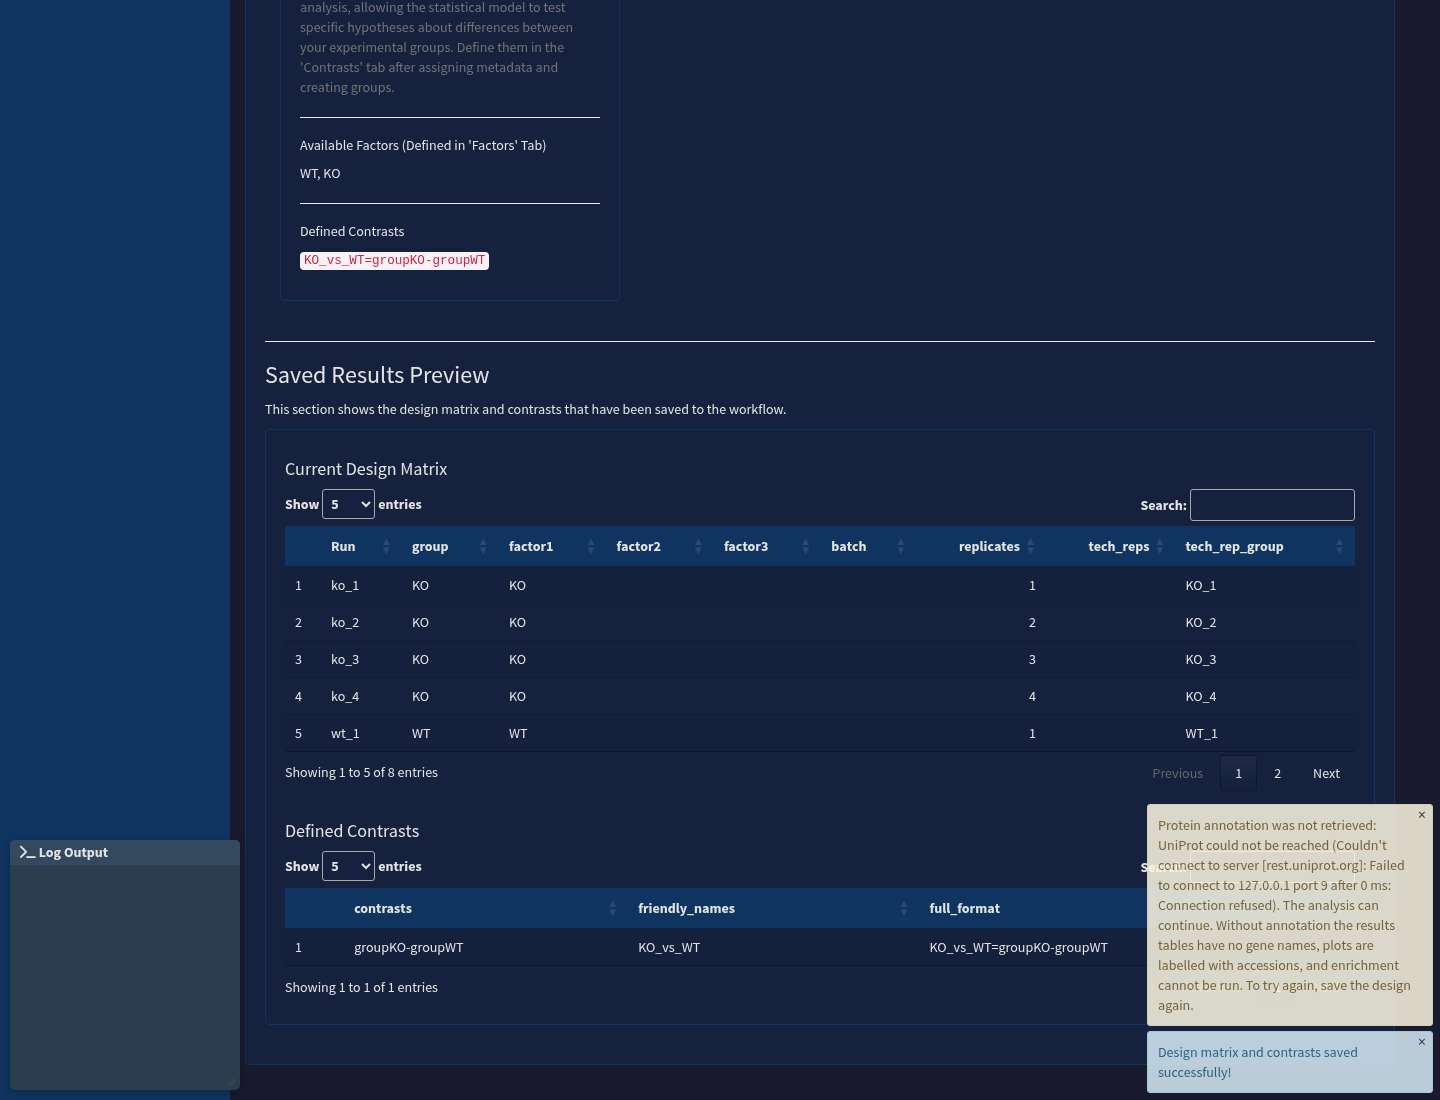 analysis, allowing the statistical model to test
specific hypotheses about differences between
your experimental groups. Define them in the
'Contrasts' tab after assigning metadata and
creating groups.
Available Factors (Defined in 'Factors' Tab)
WT, KO
Defined Contrasts
KO_vs_WT=groupKO-groupWT
Saved Results Preview
This section shows the design matrix and contrasts that have been saved to the workflow.
Current Design Matrix
Show 5 entries Search:
Run group factor1 factor2 factor3 batch replicates tech_reps tech_rep_group
1 ko_1 KO KO 1 KO_1
2 ko_2 KO KO 2 KO_2
3 ko_3 KO KO 3 KO_3
4 ko_4 KO KO 4 KO_4
5 wt_1 WT WT 1 WT_1
Showing 1 to 5 of 8 entries Previous 1 2 Next
Defined Contrasts
Show 5 entries
contrasts friendly_names full_format
1 groupKO-groupWT KO_vs_WT KO_vs_WT=groupKO-groupWT
Showing 1 to 1 of 1 entries
Log Output
×
Protein annotation was not retrieved:
UniProt could not be reached (Couldn't
connect to server [rest.uniprot.org]: Failed
to connect to 127.0.0.1 port 9 after 0 ms:
Connection refused). The analysis can
continue. Without annotation the results
tables have no gene names, plots are
labelled with accessions, and enrichment
cannot be run. To try again, save the design
again.
×
Design matrix and contrasts saved
successfully!